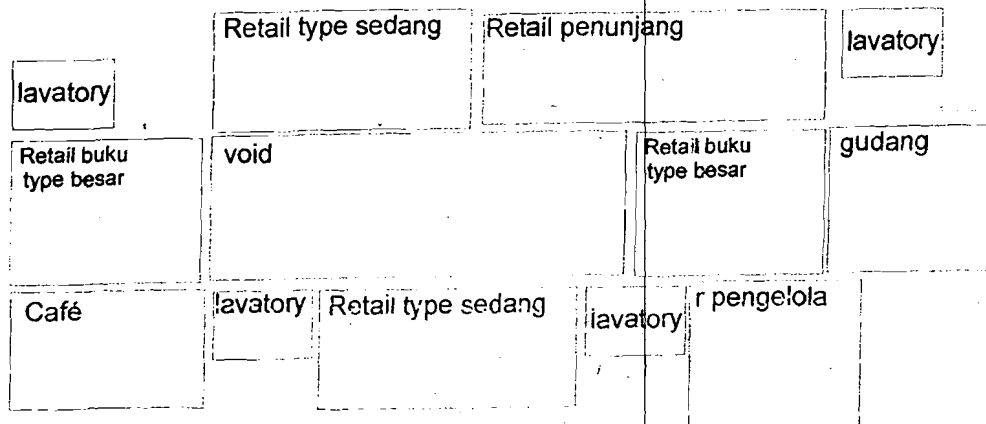 Retail type sedang
Retail penunjang
lavatory
lavatory
Retail buku
type besar
void
Retail buku
type besar
gudang
Café
lavatory
Retail type sedang
lavatory
r pengelola